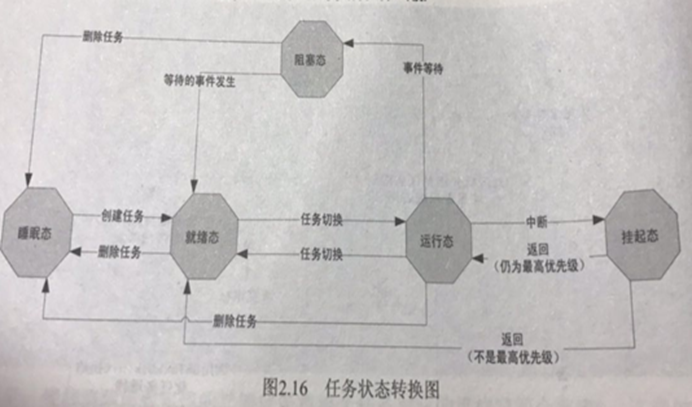 删除任务
阻塞态
事件等待
等待的事件发生
睡眠态
创建任务
删除任务
就绪态
任务切换
任务切换
运行态
中断
返回
(仍为最高优先级)
挂起态
删除任务
返回
(不是最高优先级)
图2.16 任务状态转换图